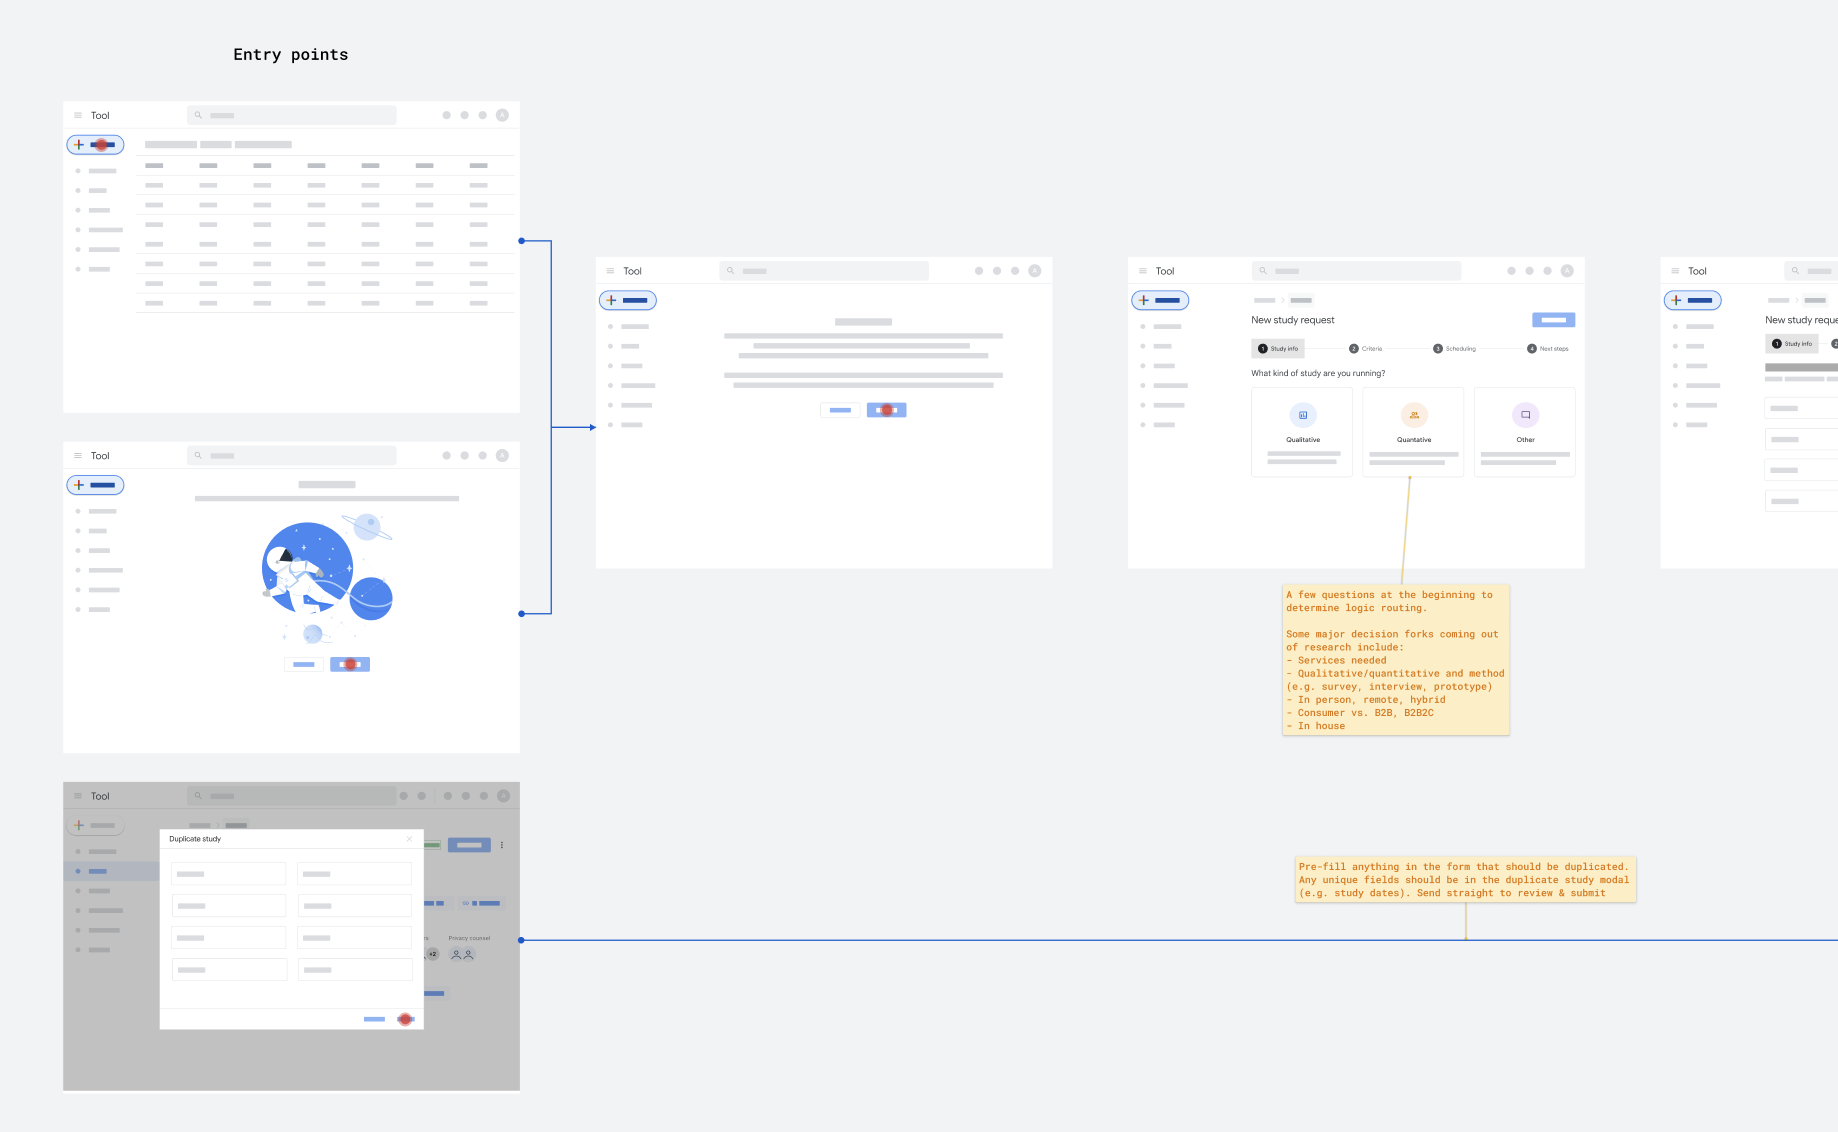 Entry points
Tool
A
Tool
A
Tool
A
Duplicate study
Privacy counsel
+2
Tool
A
Tool
A
New study request
1 Study info
2 Criteria
3 Scheduling
4 Next steps
What kind of study are you running?
Qualitative
Quantative
Other
A few questions at the beginning to
determine logic routing.
Some major decision forks coming out
of research include:
- Services needed
- Qualitative/quantitative and method
(e.g. survey, interview, prototype)
- In person, remote, hybrid
- Consumer vs. B2B, B2B2C
- In house
Tool
New study reque
1 Study info
2
Pre-fill anything in the form that should be duplicated.
Any unique fields should be in the duplicate study modal
(e.g. study dates). Send straight to review & submit